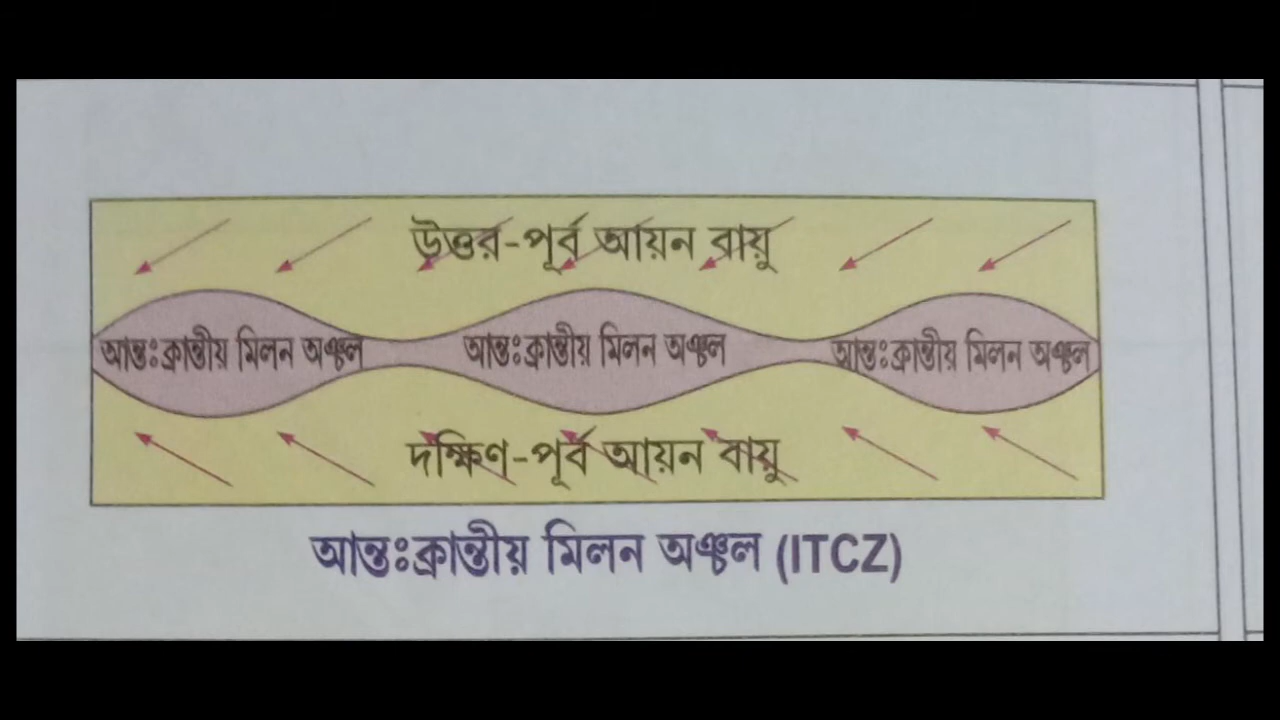 উত্তর-পূর্ব আয়ন বায়ু
আন্তঃক্রান্তীয় মিলন অঞ্চল আন্তঃক্রান্তীয় মিলন অঞ্চল আন্তঃক্রান্তীয় মিলন অঞ্চল
দক্ষিণ-পূর্ব আয়ন বায়ু
আন্তঃক্রান্তীয় মিলন অঞ্চল (ITCZ)